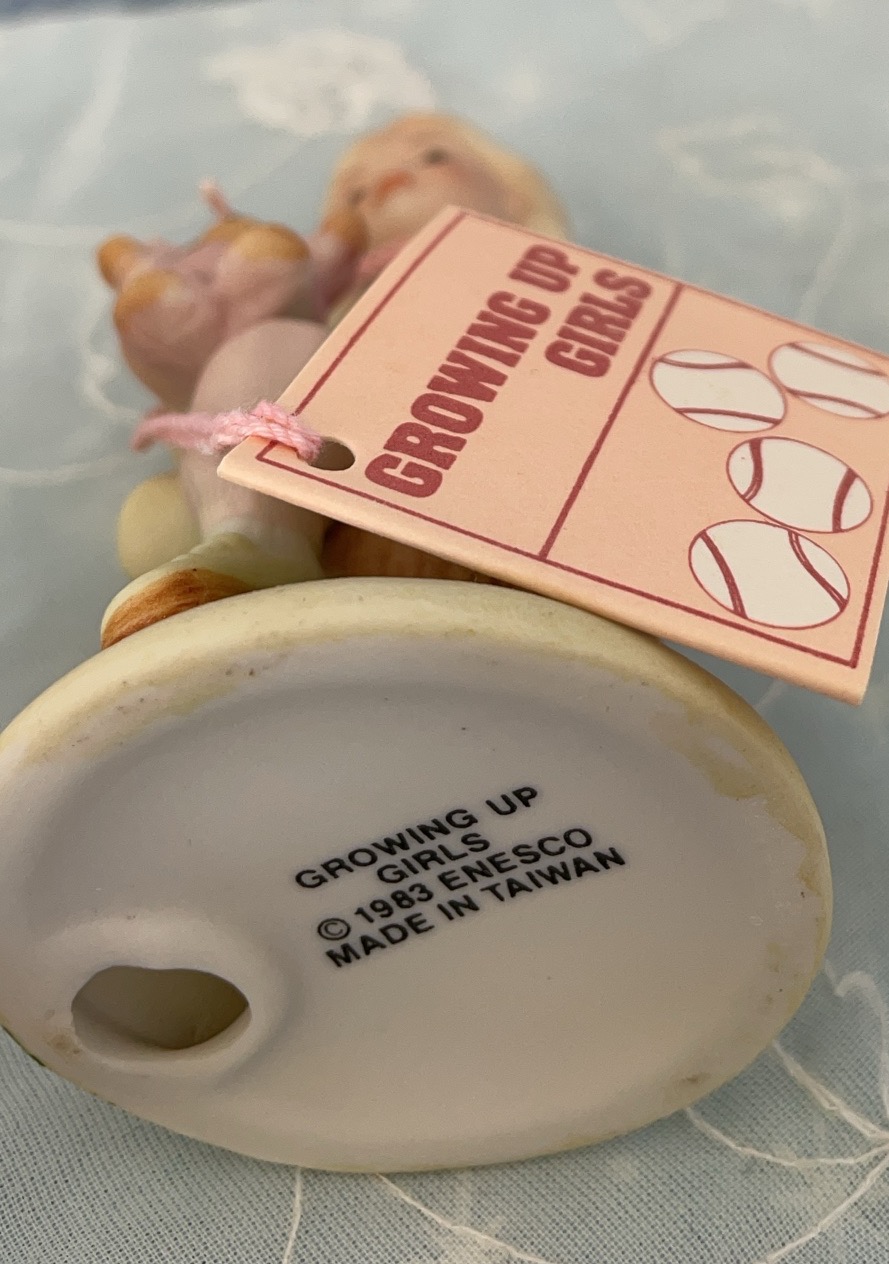 GROWING UP
GIRLS
GROWING UP
GIRLS
© 1983 ENESCO
MADE IN TAIWAN